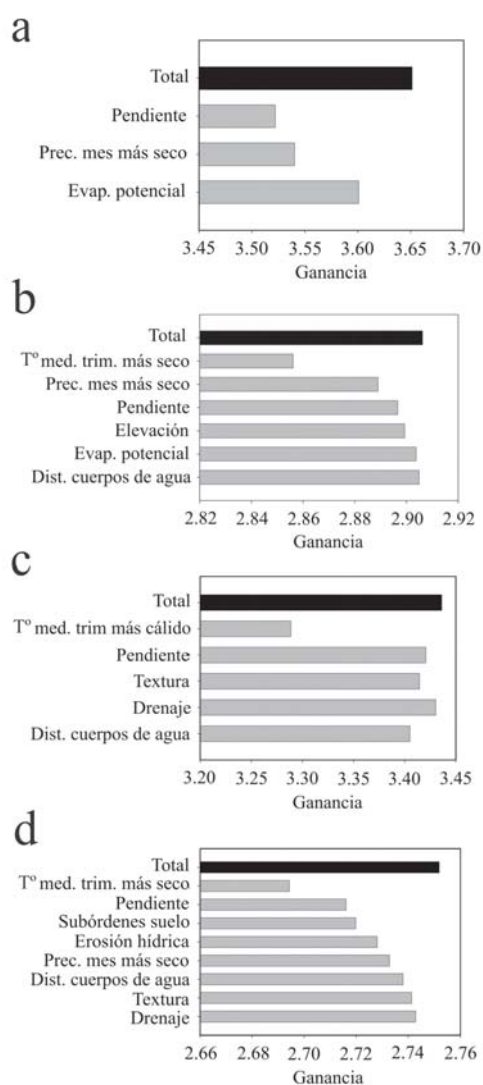 a
Total
Pendiente
Prec. mes más seco
Evap. potencial
3.45 3.50 3.55 3.60 3.65 3.70
Ganancia
b
Total
Tº med. trim. más seco
Prec. mes más seco
Pendiente
Elevación
Evap. potencial
Dist. cuerpos de agua
2.82 2.84 2.86 2.88 2.90 2.92
Ganancia
c
Total
Tº med. trim más cálido
Pendiente
Textura
Drenaje
Dist. cuerpos de agua
3.20 3.25 3.30 3.35 3.40 3.45
Ganancia
d
Total
Tº med. trim. más seco
Pendiente
Subórdenes suelo
Erosión hídrica
Prec. mes más seco
Dist. cuerpos de agua
Textura
Drenaje
2.66 2.68 2.70 2.72 2.74 2.76
Ganancia